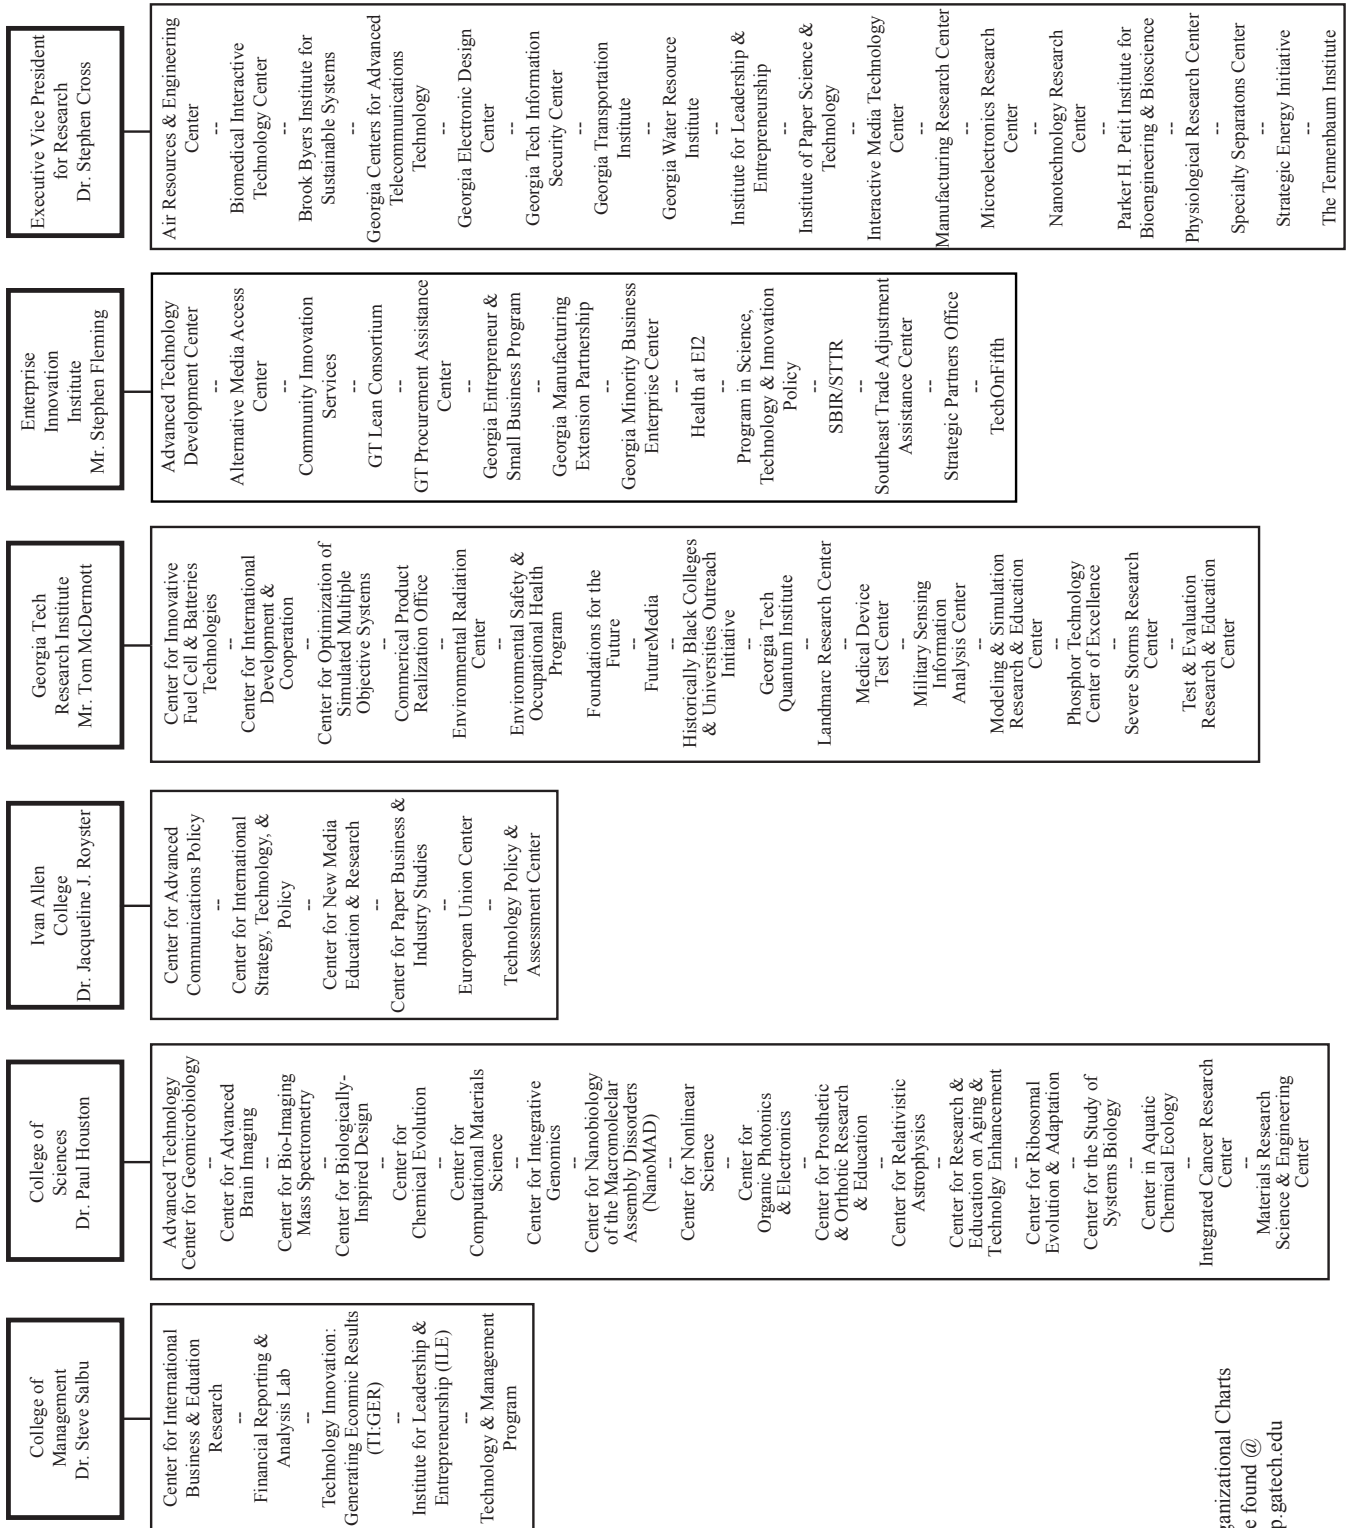 College of
Management
Dr. Steve Salbu
Center for International
Business & Eduation
Research
--
Financial Reporting &
Analysis Lab
--
Technology Innovation:
Generating Econmic Results
(TI:GER)
--
Institute for Leadership &
Entrepreneurship (ILE)
--
Technology & Management
Program
College of
Sciences
Dr. Paul Houston
Advanced Technology
Center for Geomicrobiology
--
Center for Advanced
Brain Imaging
--
Center for Bio-Imaging
Mass Spectrometry
--
Center for Biologically-
Inspired Design
--
Center for
Chemical Evolution
--
Center for
Computational Materials
Science
--
Center for Integrative
Genomics
--
Center for Nanobiology
of the Macromoleclar
Assembly Dissorders
(NanoMAD)
--
Center for Nonlinear
Science
--
Center for
Organic Photonics
& Electronics
--
Center for Prosthetic
& Orthotic Research
& Education
--
Center for Relativistic
Astrophysics
--
Center for Research &
Education on Aging &
Technolgy Enhancement
--
Center for Ribosomal
Evolution & Adaptation
--
Center for the Study of
Systems Biology
--
Center in Aquatic
Chemical Ecology
--
Integrated Cancer Research
Center
--
Materials Research
Science & Engineering
Center
Ivan Allen
College
Dr. Jacqueline J. Royster
Center for Advanced
Communications Policy
--
Center for International
Strategy, Technology, &
Policy
--
Center for New Media
Education & Research
--
Center for Paper Business &
Industry Studies
--
European Union Center
--
Technology Policy &
Assessment Center
Georgia Tech
Research Institute
Mr. Tom McDermott
Center for Innovative
Fuel Cell & Batteries
Technologies
--
Center for International
Development &
Cooperation
--
Center for Optimization of
Simulated Multiple
Objective Systems
--
Commerical Product
Realization Office
--
Environmental Radiation
Center
--
Environmental Safety &
Occupational Health
Program
--
Foundations for the
Future
--
FutureMedia
--
Historically Black Colleges
& Universities Outreach
Initiative
--
Georgia Tech
Quantum Institute
--
Landmarc Research Center
--
Medical Device
Test Center
--
Military Sensing
Information
Analysis Center
--
Modeling & Simulation
Research & Education
Center
--
Phosphor Technology
Center of Excellence
--
Severe Storms Research
Center
--
Test & Evaluation
Research & Education
Center
Enterprise
Innovation
Institute
Mr. Stephen Fleming
Advanced Technology
Development Center
--
Alternative Media Access
Center
--
Community Innovation
Services
--
GT Lean Consortium
--
GT Procurement Assistance
Center
--
Georgia Entrepreneur &
Small Business Program
--
Georgia Manufacturing
Extension Partnership
--
Georgia Minority Business
Enterprise Center
--
Health at EI2
--
Program in Science,
Technology & Innovation
Policy
--
SBIR/STTR
--
Southeast Trade Adjustment
Assistance Center
--
Strategic Partners Office
--
TechOnFifth
Executive Vice President
for Research
Dr. Stephen Cross
Air Resources & Engineering
Center
--
Biomedical Interactive
Technology Center
--
Brook Byers Institute for
Sustainable Systems
--
Georgia Centers for Advanced
Telecommunications
Technology
--
Georgia Electronic Design
Center
--
Georgia Tech Information
Security Center
--
Georgia Transportation
Institute
--
Georgia Water Resource
Institute
--
Institute for Leadership &
Entrepreneurship
--
Institute of Paper Science &
Technology
--
Interactive Media Technology
Center
--
Manufacturing Research Center
--
Microelectronics Research
Center
--
Nanotechnology Research
Center
--
Parker H. Petit Institute for
Bioengineering & Bioscience
--
Physiological Research Center
--
Specialty Separatons Center
--
Strategic Energy Initiative
--
The Tennenbaum Institute
ganizational Charts
e found @
p.gatech.edu